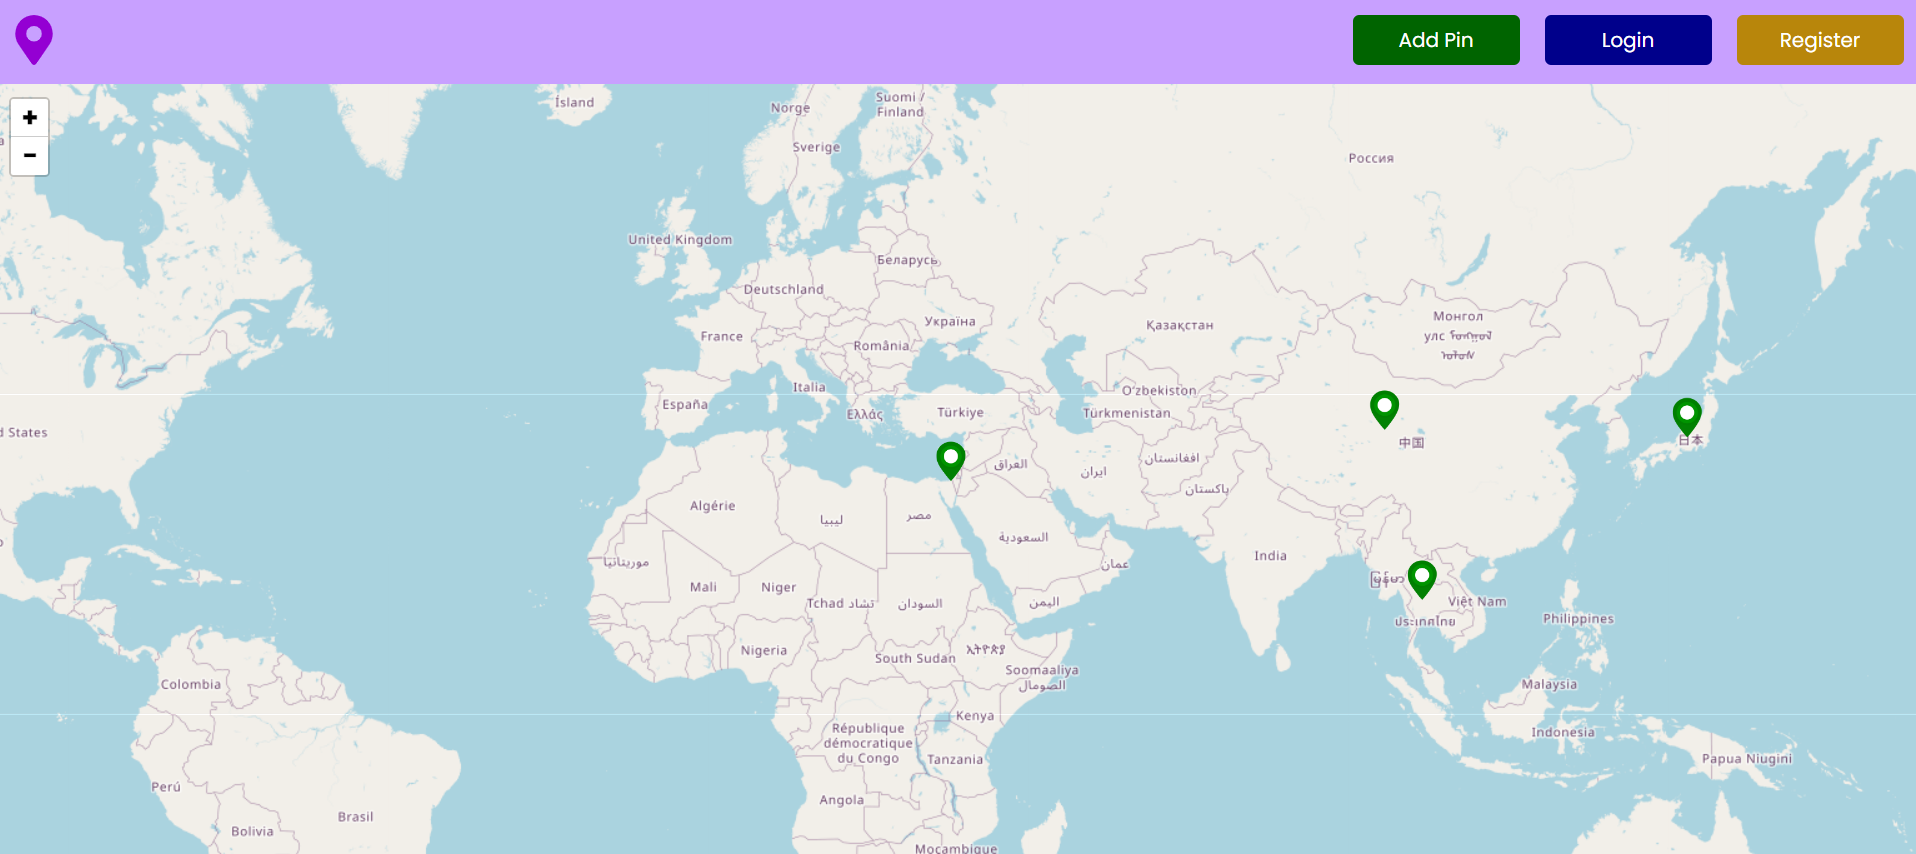 Add Pin
Login
Register
+
-
Ísland
Norge
Suomi /
Finland
Sverige
Россия
United Kingdom
Беларусь
Deutschland
Україна
France
România
Қазақстан
Монгол
улс
Italia
España
Ελλάς
Türkiye
Oʻzbekiston
Türkmenistan
d States
中国
日本
العراق
ایران
افغانستان
پاکستان
Algérie
ليبيا
مصر
السعودية
India
عمان
موريتانيا
Mali
Niger
Tchad تشاد
السودان
اليمن
မြန်မာ
Việt Nam
ประเทศไทย
Philippines
Nigeria
South Sudan
ኢትዮጵያ
Soomaaliya
الصومال
Colombia
Malaysia
Kenya
République
démocratique
du Congo
Tanzania
Indonesia
Papua Niugini
Perú
Angola
Brasil
Bolivia
Moçambique